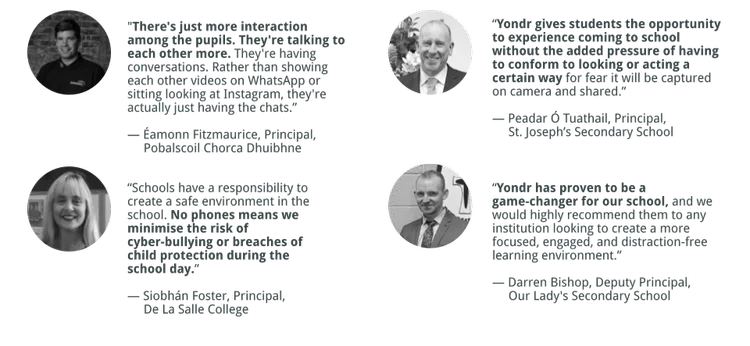 "There's just more interaction
among the pupils. They're talking to
each other more. They're having
conversations. Rather than showing
each other videos on WhatsApp or
sitting looking at Instagram, they're
actually just having the chats.”
— Éamonn Fitzmaurice, Principal,
Pobalscoil Chorca Dhuibhne
“Yondr gives students the opportunity
to experience coming to school
without the added pressure of having
to conform to looking or acting a
certain way for fear it will be captured
on camera and shared.”
— Peadar Ó Tuathail, Principal,
St. Joseph’s Secondary School
“Schools have a responsibility to
create a safe environment in the
school. No phones means we
minimise the risk of
cyber-bullying or breaches of
child protection during the
school day.”
— Siobhán Foster, Principal,
De La Salle College
“Yondr has proven to be a
game-changer for our school, and we
would highly recommend them to any
institution looking to create a more
focused, engaged, and distraction-free
learning environment.”
— Darren Bishop, Deputy Principal,
Our Lady's Secondary School